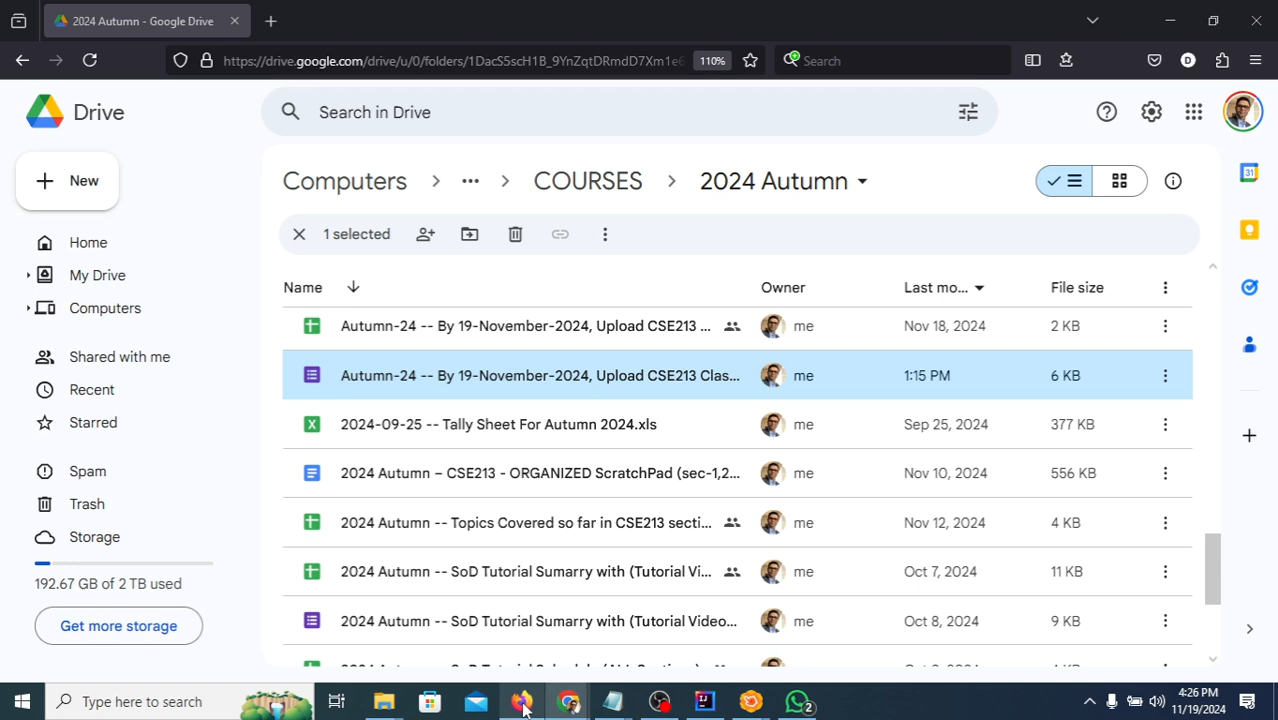 2024 Autumn - Google Drive
https://drive.google.com/drive/u/0/folders/1DacS5scH1B_9YnZqtDRmdD7Xm1e6
110%
Search
Drive
Search in Drive
New
Computers > ... > COURSES > 2024 Autumn
1 selected
Home
My Drive
Computers
Shared with me
Recent
Starred
Spam
Trash
Storage
192.67 GB of 2 TB used
Get more storage
Name Owner Last mo... File size
Autumn-24 -- By 19-November-2024, Upload CSE213 ... me Nov 18, 2024 2 KB
Autumn-24 -- By 19-November-2024, Upload CSE213 Clas... me 1:15 PM 6 KB
2024-09-25 -- Tally Sheet For Autumn 2024.xls me Sep 25, 2024 377 KB
2024 Autumn – CSE213 - ORGANIZED ScratchPad (sec-1,2... me Nov 10, 2024 556 KB
2024 Autumn -- Topics Covered so far in CSE213 secti... me Nov 12, 2024 4 KB
2024 Autumn -- SoD Tutorial Sumarry with (Tutorial Vi... me Oct 7, 2024 11 KB
2024 Autumn -- SoD Tutorial Sumarry with (Tutorial Video... me Oct 8, 2024 9 KB
31
Type here to search
2
4:26 PM
11/19/2024